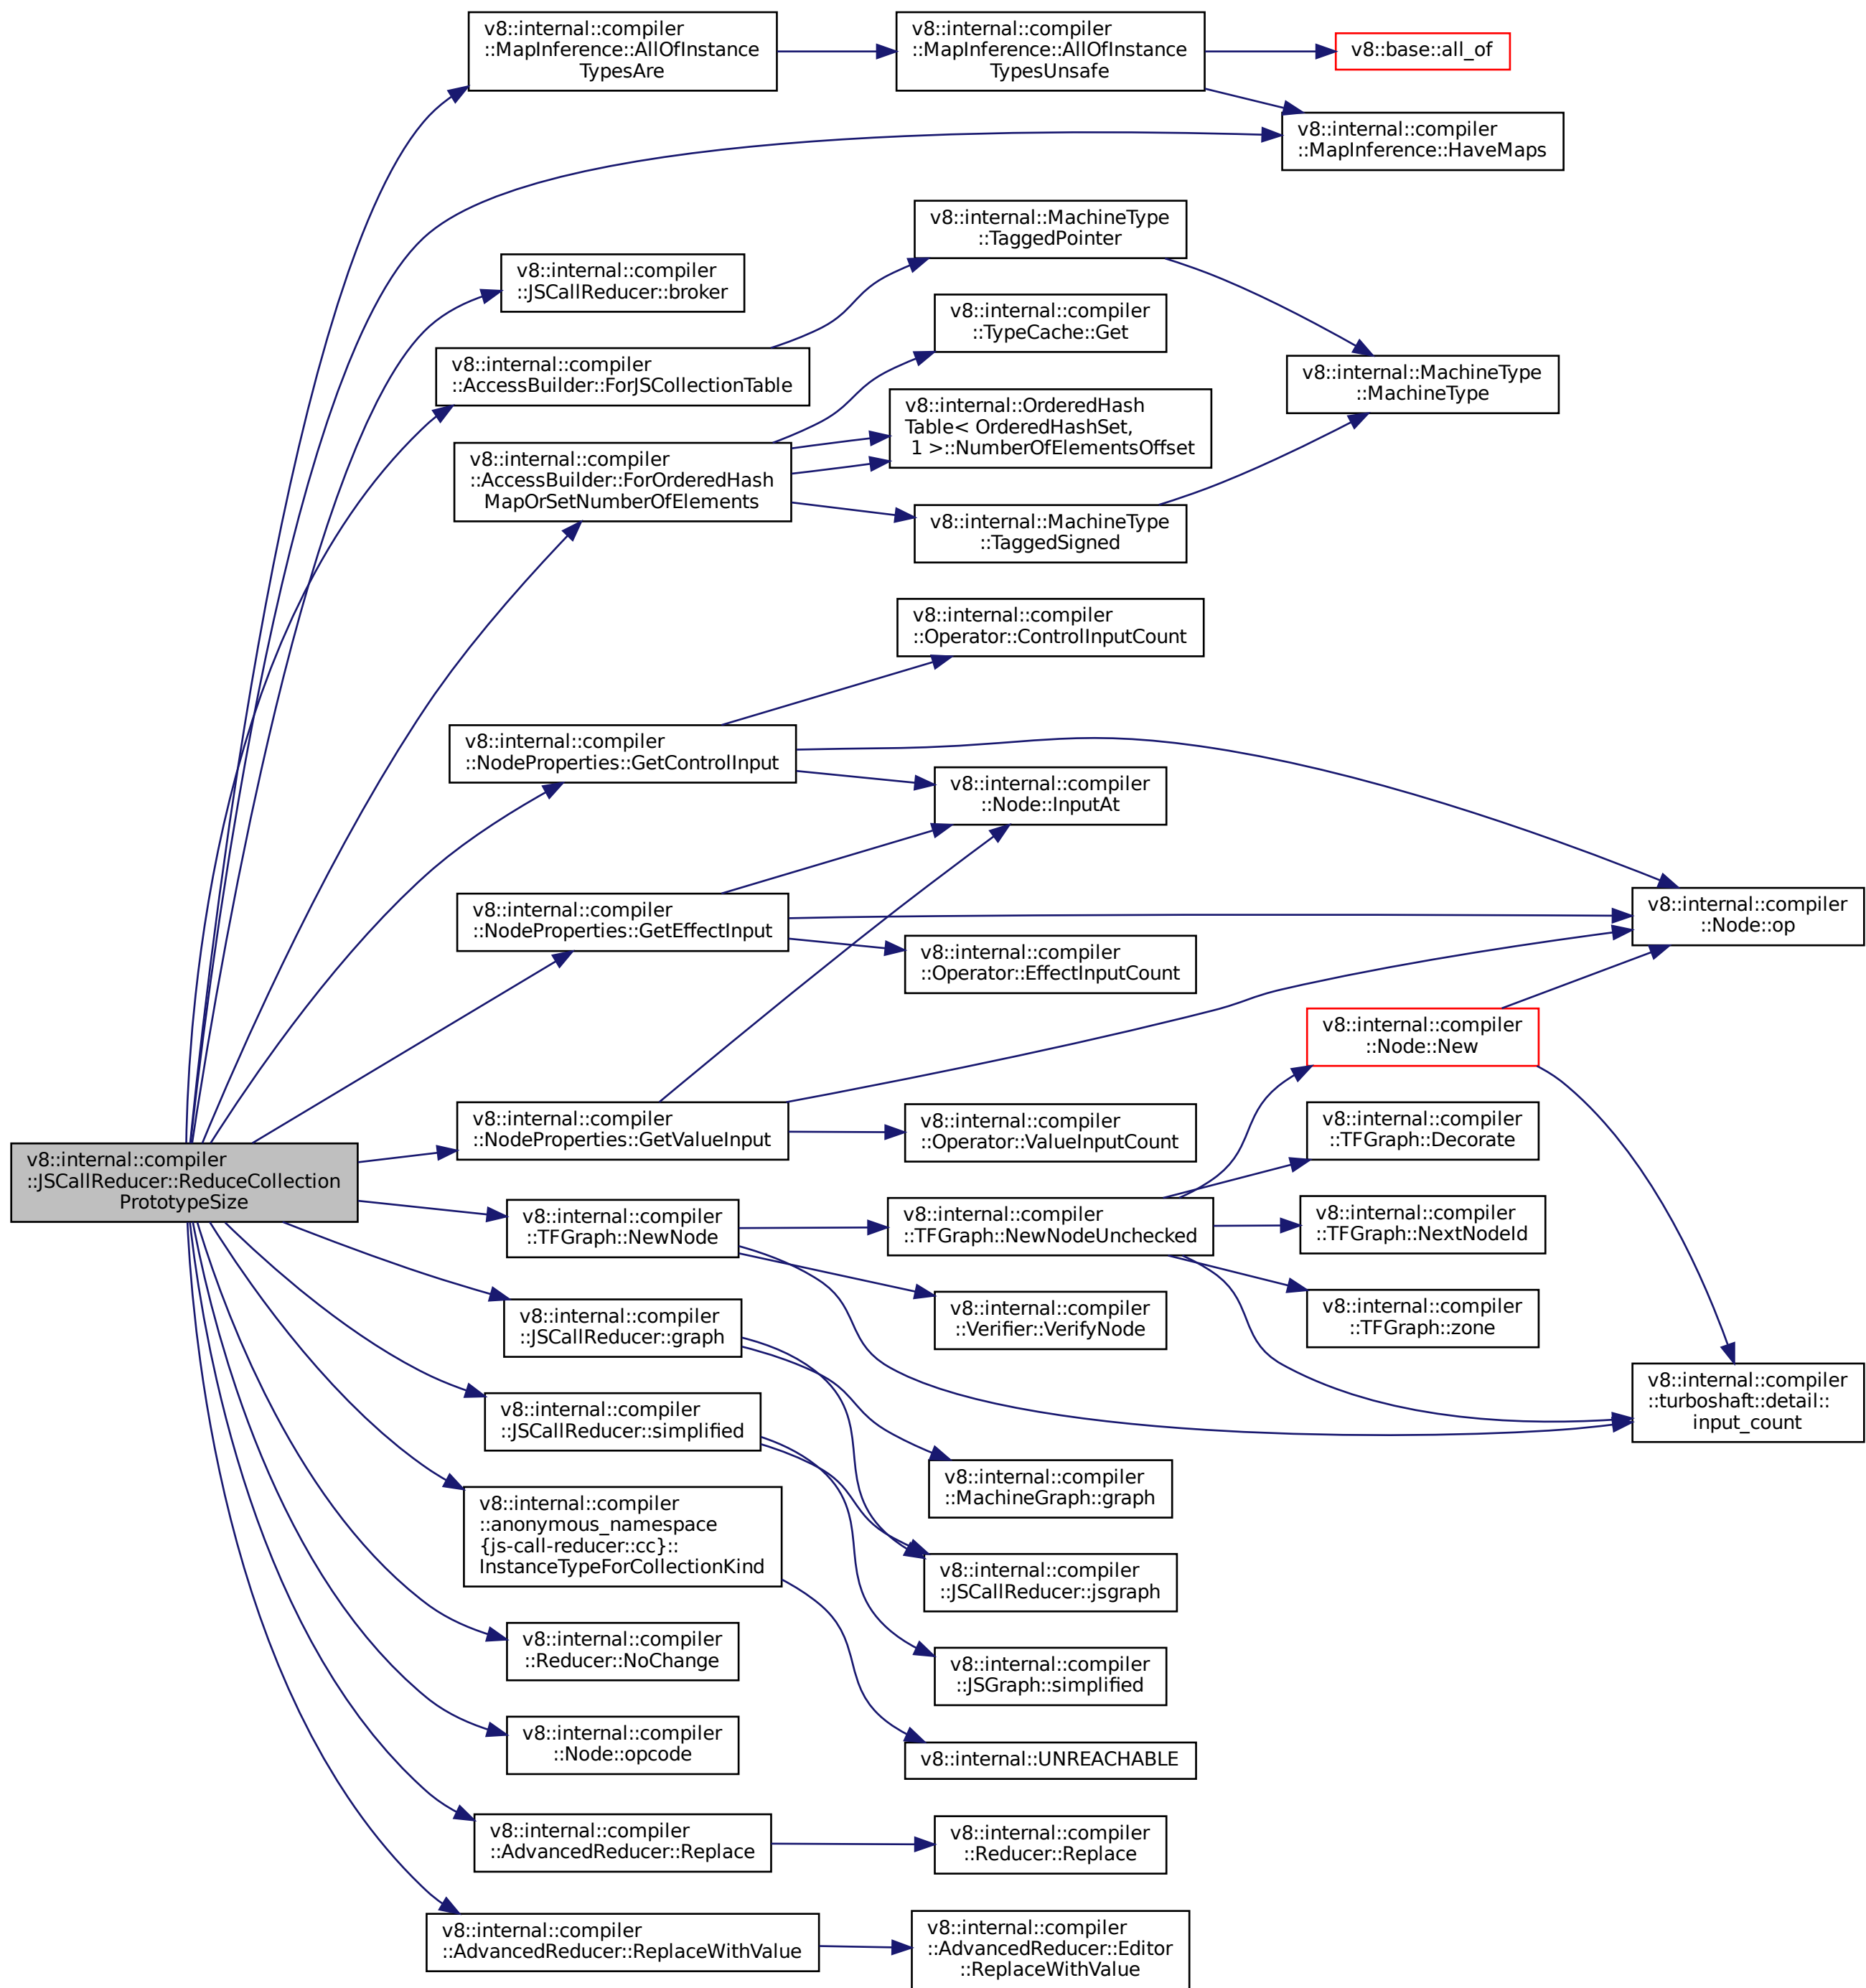 v8::internal::compiler
::MapInference::AllOfInstance
TypesAre
v8::internal::compiler
::MapInference::AllOfInstance
TypesUnsafe
v8::base::all_of
v8::internal::compiler
::MapInference::HaveMaps
v8::internal::MachineType
::TaggedPointer
v8::internal::compiler
::JSCallReducer::broker
v8::internal::compiler
::TypeCache::Get
v8::internal::compiler
::AccessBuilder::ForJSCollectionTable
v8::internal::MachineType
::MachineType
v8::internal::OrderedHash
Table< OrderedHashSet,
1 >::NumberOfElementsOffset
v8::internal::compiler
::AccessBuilder::ForOrderedHash
MapOrSetNumberOfElements
v8::internal::MachineType
::TaggedSigned
v8::internal::compiler
::Operator::ControlInputCount
v8::internal::compiler
::NodeProperties::GetControlInput
v8::internal::compiler
::Node::InputAt
v8::internal::compiler
::NodeProperties::GetEffectInput
v8::internal::compiler
::Node::op
v8::internal::compiler
::Operator::EffectInputCount
v8::internal::compiler
::Node::New
v8::internal::compiler
::NodeProperties::GetValueInput
v8::internal::compiler
::Operator::ValueInputCount
v8::internal::compiler
::TFGraph::Decorate
v8::internal::compiler
::JSCallReducer::ReduceCollection
PrototypeSize
v8::internal::compiler
::TFGraph::NewNode
v8::internal::compiler
::TFGraph::NewNodeUnchecked
v8::internal::compiler
::TFGraph::NextNodeId
v8::internal::compiler
::JSCallReducer::graph
v8::internal::compiler
::Verifier::VerifyNode
v8::internal::compiler
::TFGraph::zone
v8::internal::compiler
::turboshaft::detail::
input_count
v8::internal::compiler
::JSCallReducer::simplified
v8::internal::compiler
::MachineGraph::graph
v8::internal::compiler
::anonymous_namespace
{js-call-reducer::cc}::
InstanceTypeForCollectionKind
v8::internal::compiler
::JSCallReducer::jsgraph
v8::internal::compiler
::Reducer::NoChange
v8::internal::compiler
::JSGraph::simplified
v8::internal::compiler
::Node::opcode
v8::internal::UNREACHABLE
v8::internal::compiler
::AdvancedReducer::Replace
v8::internal::compiler
::Reducer::Replace
v8::internal::compiler
::AdvancedReducer::ReplaceWithValue
v8::internal::compiler
::AdvancedReducer::Editor
::ReplaceWithValue